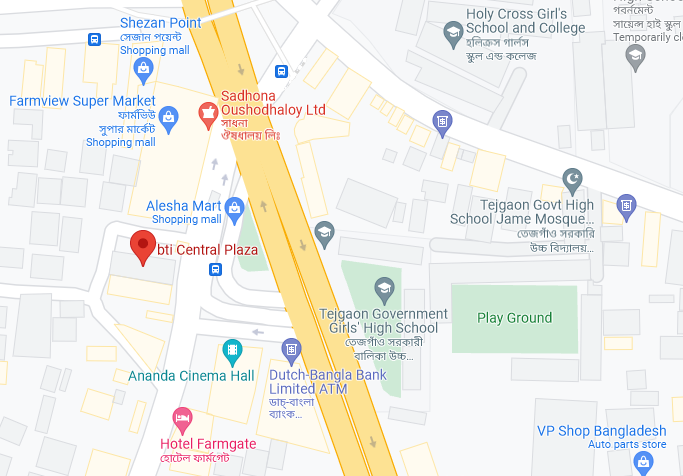 Shezan Point
সেজান পয়েন্ট
Shopping mall
Holy Cross Girl's
School and College
হলিক্রস গার্লস
স্কুল এন্ড কলেজ
গবর্নমেন্ট
সায়েন্স হাই স্কুল
Temporarily clo
Farmview Super Market
ফার্মভিউ
সুপার মার্কেট
Shopping mall
Sadhona
Oushodhaloy Ltd
সাধনা
ঔষধালয় লিঃ
Alesha Mart
Shopping mall
Tejgaon Govt High
School Jame Mosque...
তেজগাঁও সরকারি
উচ্চ বিদ্যালয়...
bti Central Plaza
Tejgaon Government
Girls' High School
তেজগাঁও সরকারী
বালিকা উচ্চ...
Play Ground
Ananda Cinema Hall
Dutch-Bangla Bank
Limited ATM
ডাচ্-বাংলা
ব্যাংক...
Hotel Farmgate
হোটেল ফার্মগেট
VP Shop Bangladesh
Auto parts store